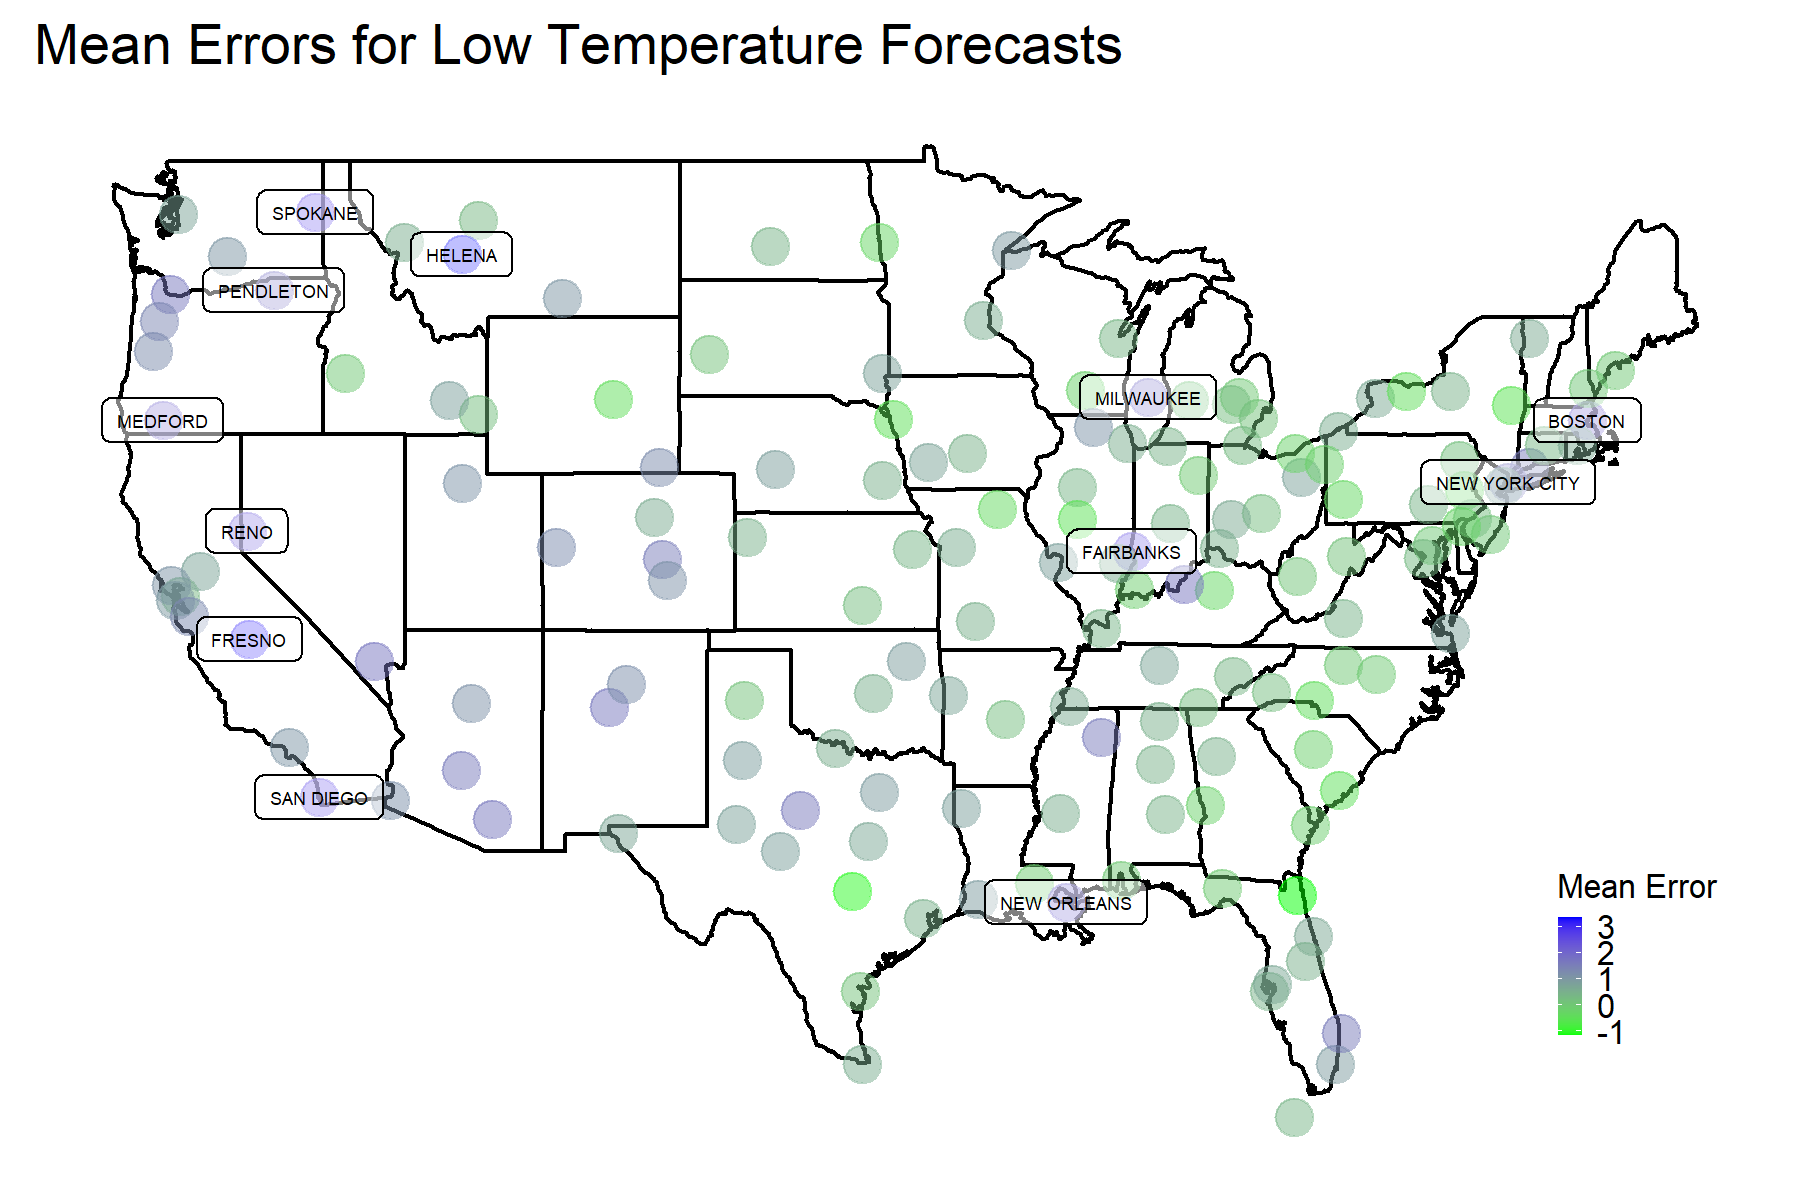 Mean Errors for Low Temperature Forecasts
SPOKANE
HELENA
PENDLETON
MILWAUKEE
MEDFORD
BOSTON
NEW YORK CITY
RENO
FAIRBANKS
FRESNO
SAN DIEGO
NEW ORLEANS
Mean Error
3
2
1
0
-1